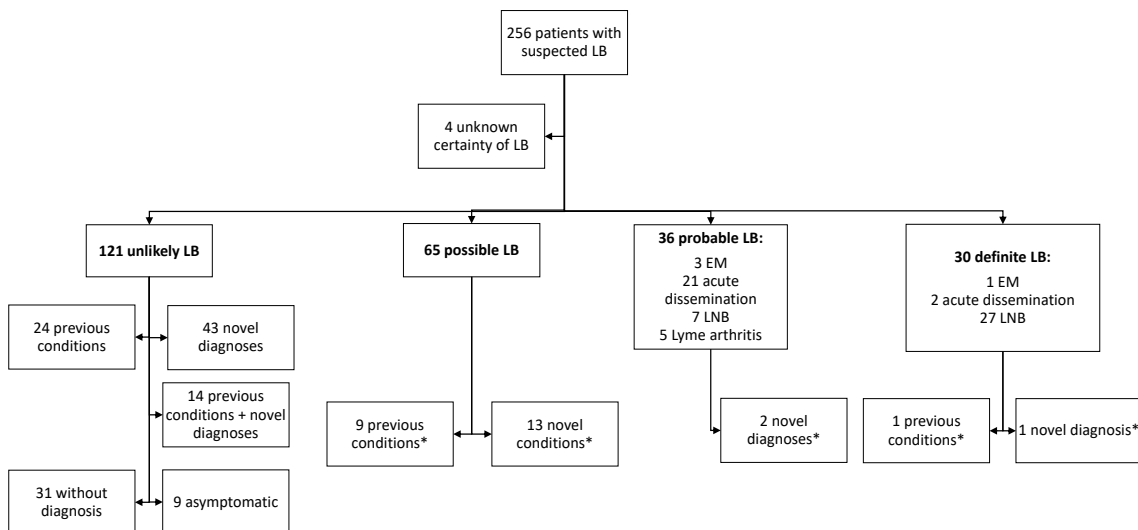 256 patients with
suspected LB
4 unknown
certainty of LB
121 unlikely LB
65 possible LB
36 probable LB:
3 EM
21 acute
dissemination
7 LNB
5 Lyme arthritis
30 definite LB:
1 EM
2 acute dissemination
27 LNB
24 previous
conditions
43 novel
diagnoses
14 previous
conditions + novel
diagnoses
31 without
diagnosis
9 asymptomatic
9 previous
conditions*
13 novel
conditions*
2 novel
diagnoses*
1 previous
conditions*
1 novel diagnosis*